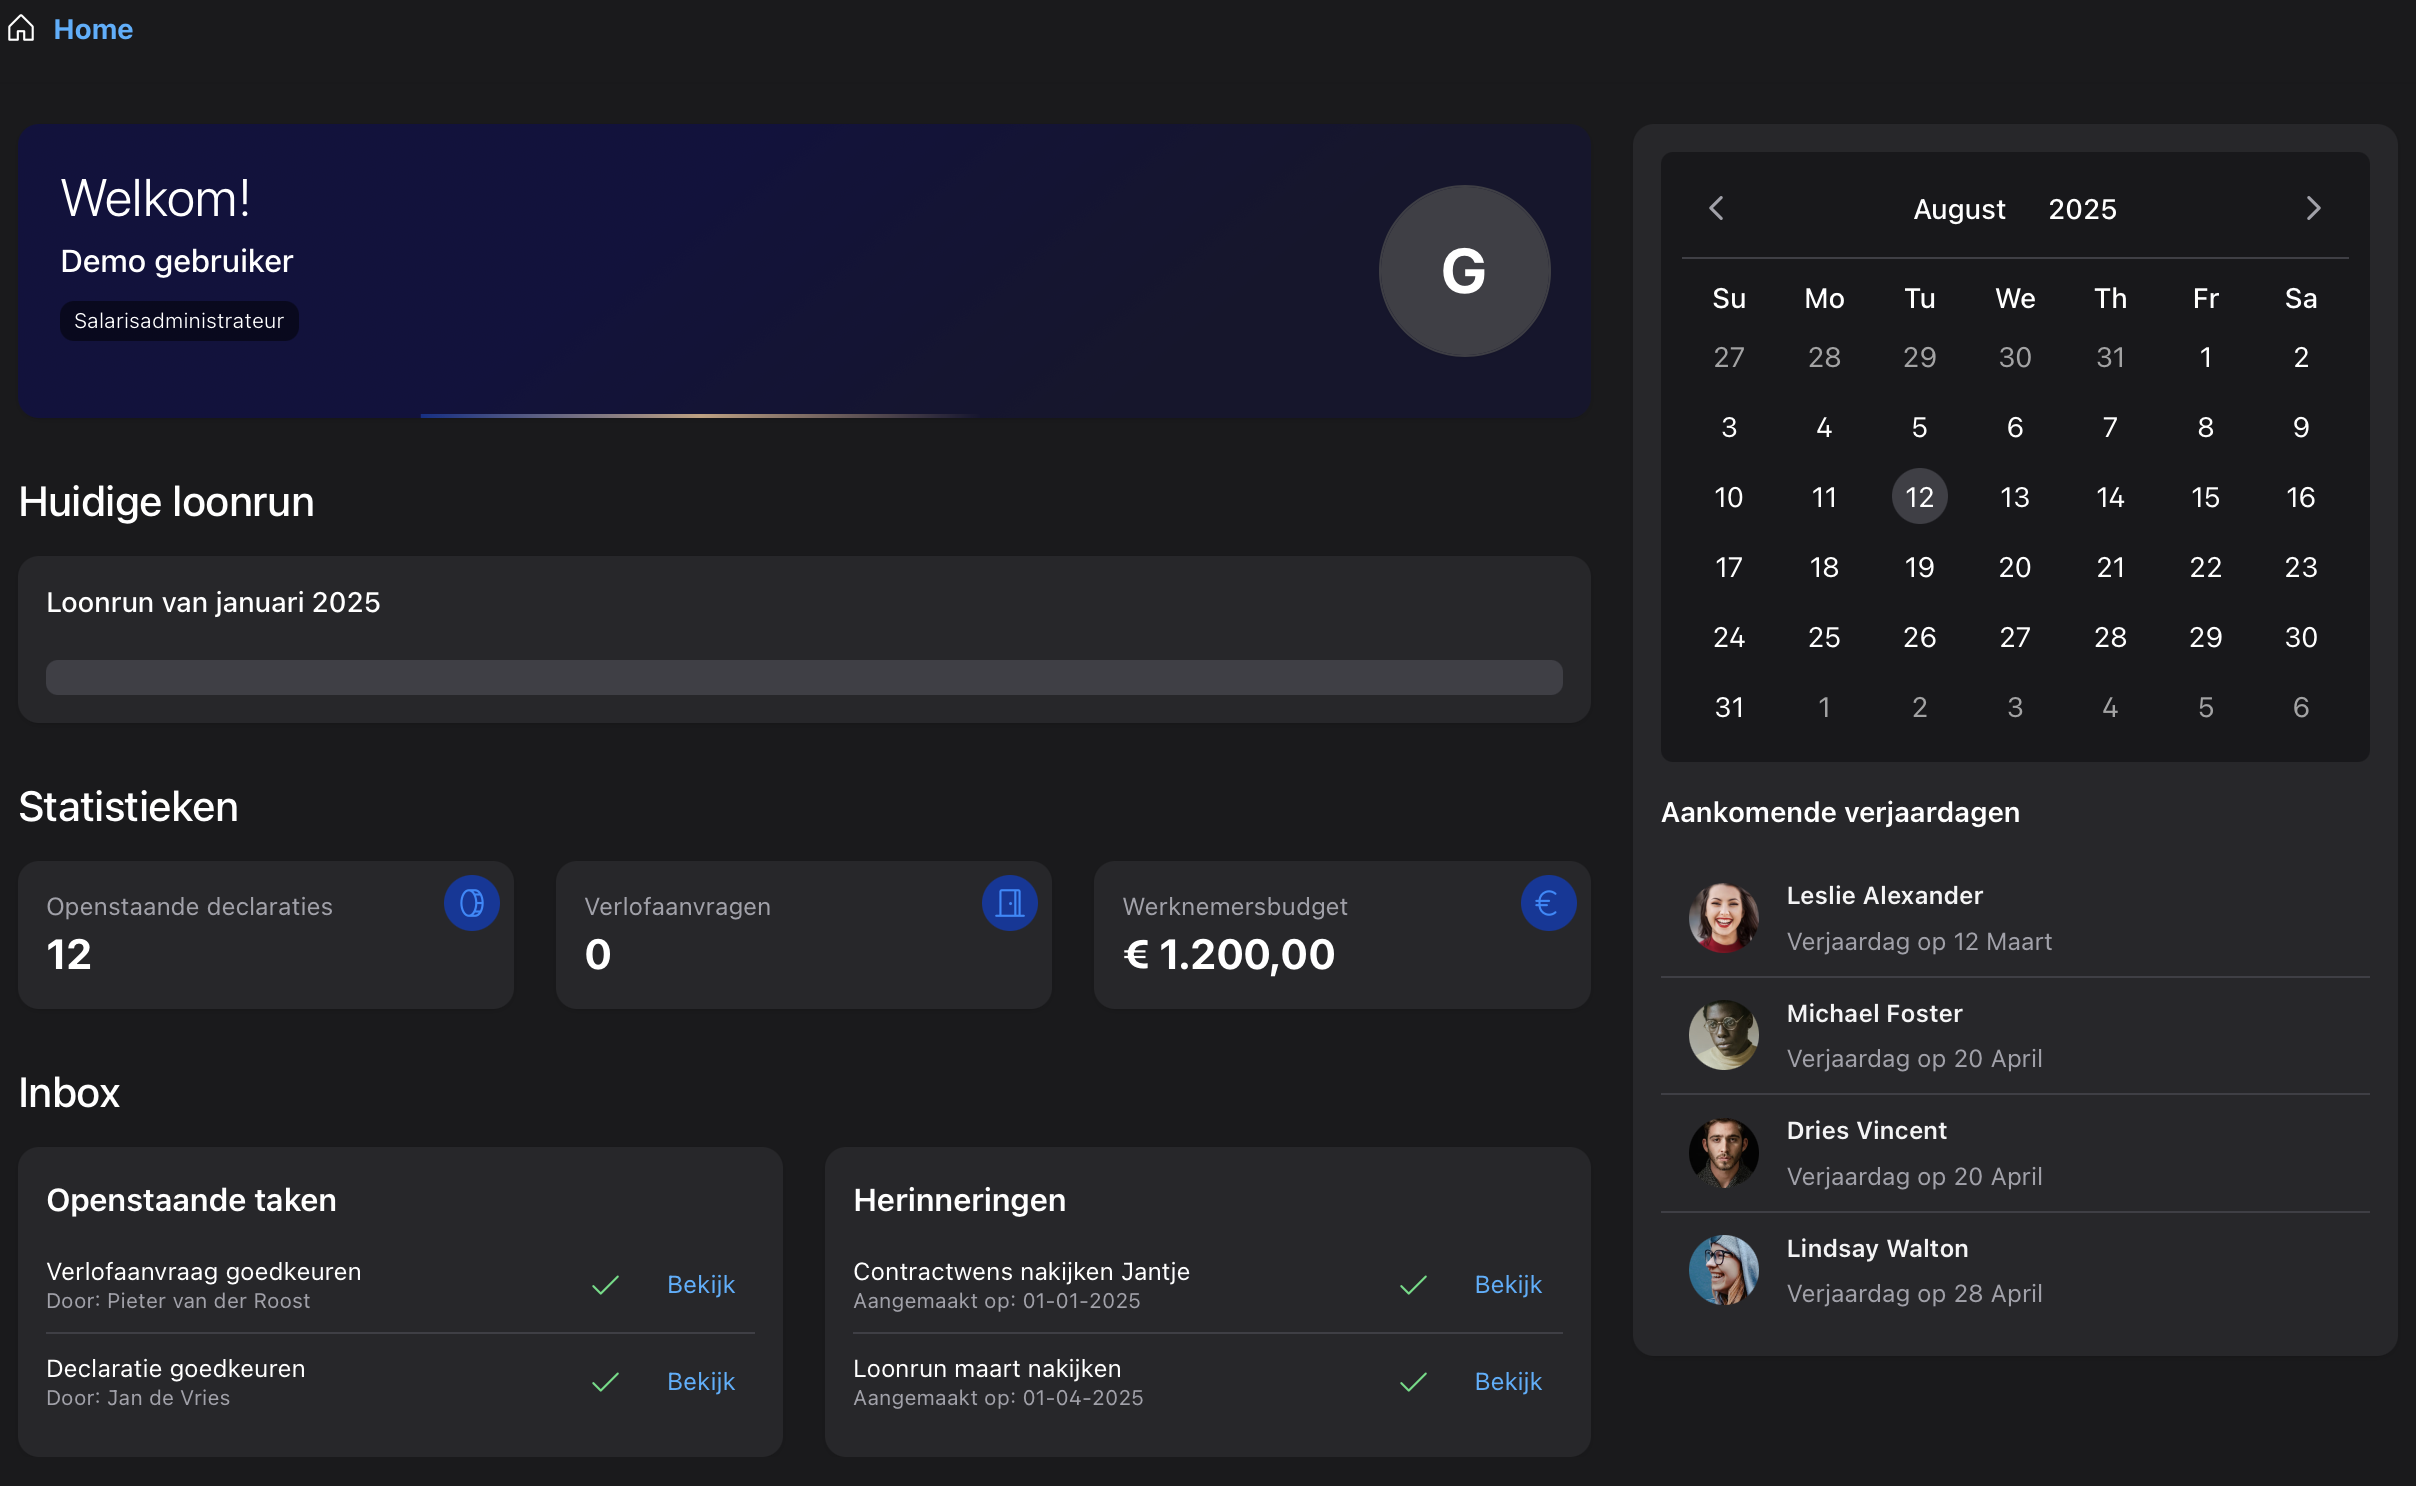 Home
Welkom!
Demo gebruiker
Salarisadministrateur
G
Huidige loonrun
Loonrun van januari 2025
Statistieken
Openstaande declaraties
12
Verlofaanvragen
0
Werknemersbudget
€ 1.200,00
Inbox
Openstaande taken
Verlofaanvraag goedkeuren
Door: Pieter van der Roost
Bekijk
Declaratie goedkeuren
Door: Jan de Vries
Bekijk
Herinneringen
Contractwens nakijken Jantje
Aangemaakt op: 01-01-2025
Bekijk
Loonrun maart nakijken
Aangemaakt op: 01-04-2025
Bekijk
August 2025
Su Mo Tu We Th Fr Sa
27 28 29 30 31 1 2
3 4 5 6 7 8 9
10 11 12 13 14 15 16
17 18 19 20 21 22 23
24 25 26 27 28 29 30
31 1 2 3 4 5 6
Aankomende verjaardagen
Leslie Alexander
Verjaardag op 12 Maart
Michael Foster
Verjaardag op 20 April
Dries Vincent
Verjaardag op 20 April
Lindsay Walton
Verjaardag op 28 April